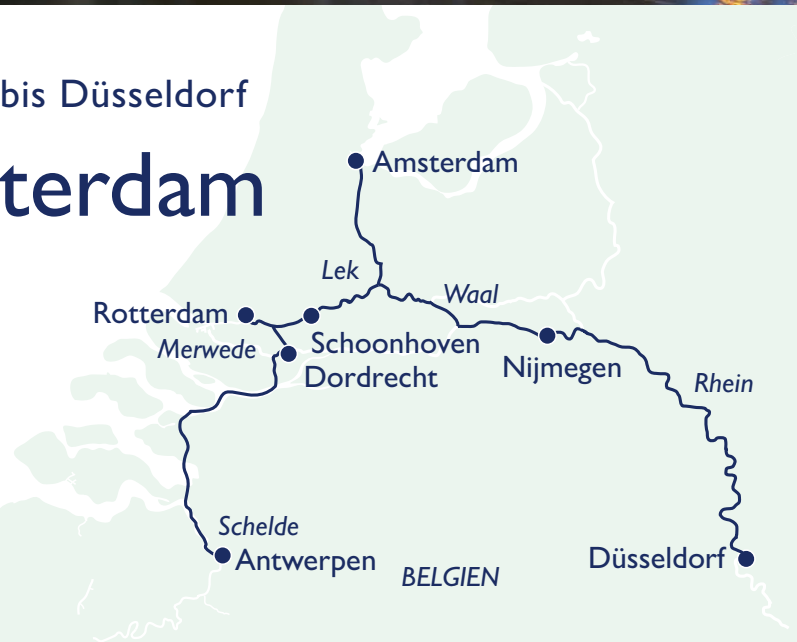 bis Düsseldorf
terdam
Amsterdam
Lek
Waal
Rotterdam
Merwede
Schoonhoven
Dordrecht
Nijmegen
Rhein
Schelde
Antwerpen
BELGIEN
Düsseldorf